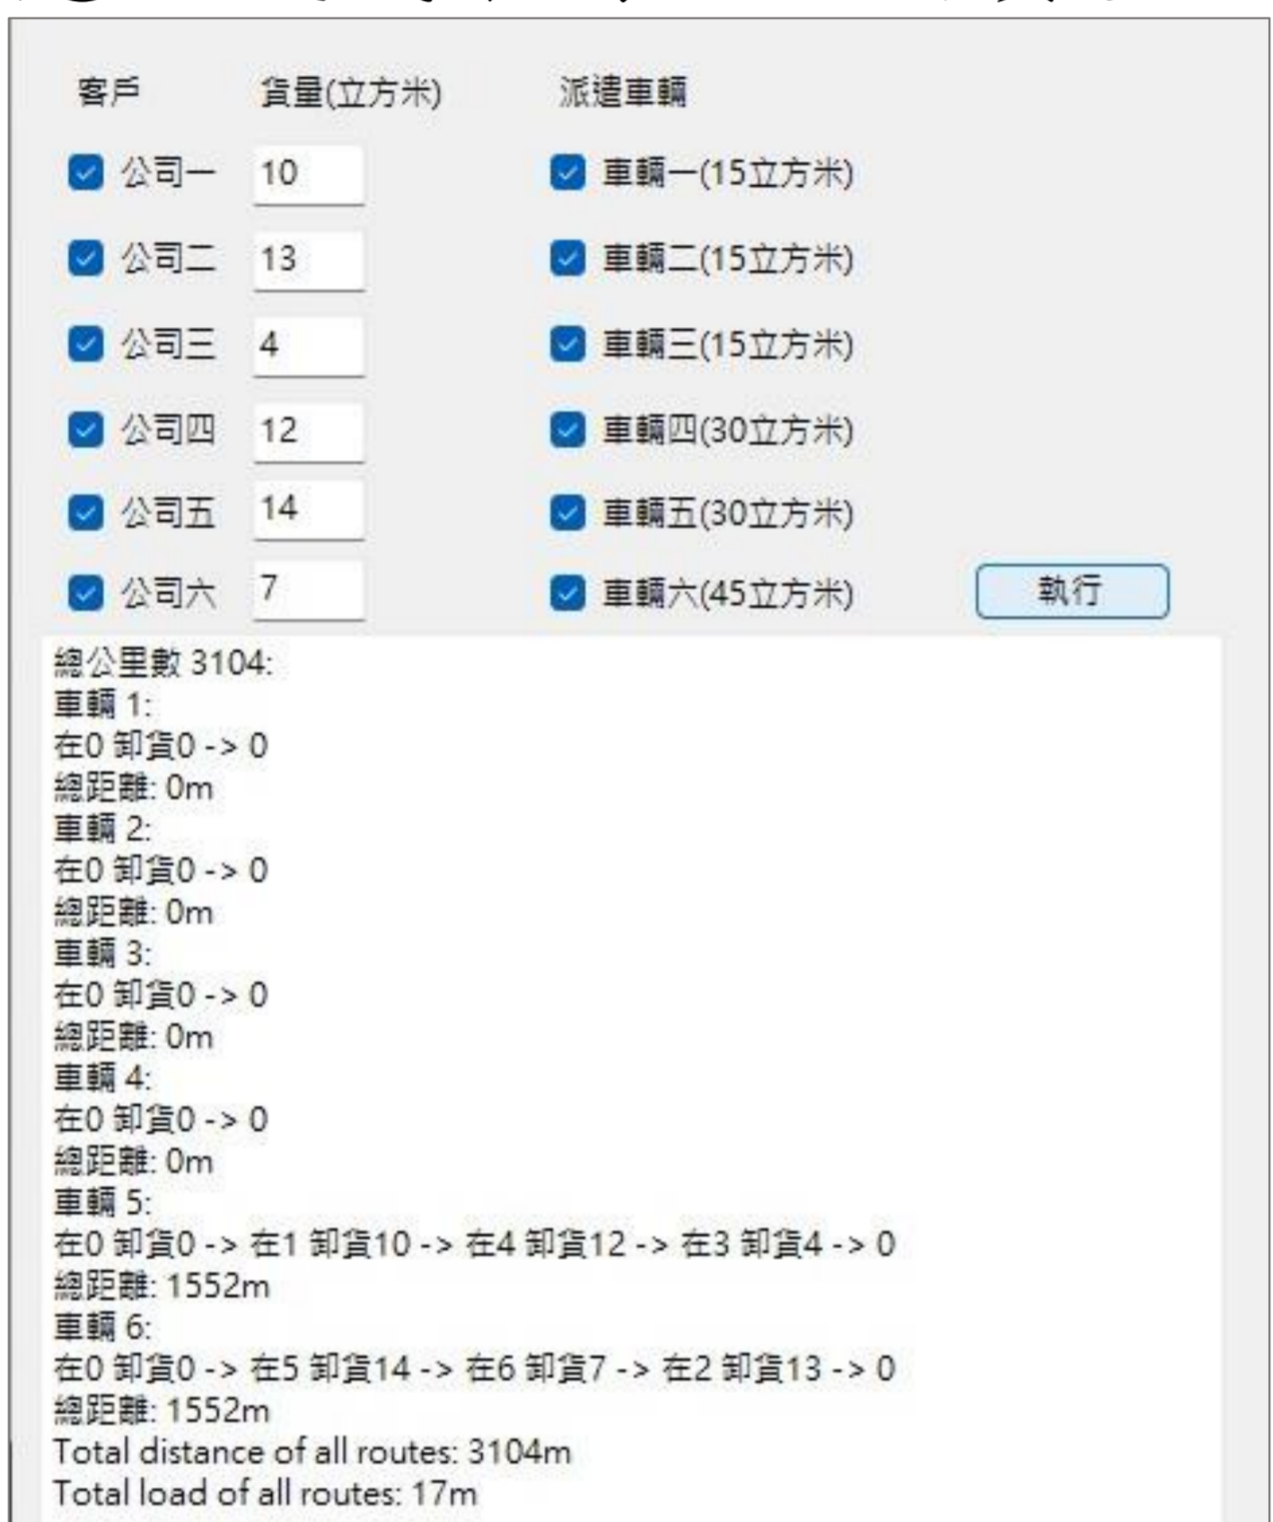 客戶 貨量(立方米) 派遣車輛
公司一 10 車輛一(15立方米)
公司二 13 車輛二(15立方米)
公司三 4 車輛三(15立方米)
公司四 12 車輛四(30立方米)
公司五 14 車輛五(30立方米)
公司六 7 車輛六(45立方米) 執行
總公里數 3104:
車輛 1:
在0 卸貨0 -> 0
總距離: 0m
車輛 2:
在0 卸貨0 -> 0
總距離: 0m
車輛 3:
在0 卸貨0 -> 0
總距離: 0m
車輛 4:
在0 卸貨0 -> 0
總距離: 0m
車輛 5:
在0 卸貨0 -> 在1 卸貨10 -> 在4 卸貨12 -> 在3 卸貨4 -> 0
總距離: 1552m
車輛 6:
在0 卸貨0 -> 在5 卸貨14 -> 在6 卸貨7 -> 在2 卸貨13 -> 0
總距離: 1552m
Total distance of all routes: 3104m
Total load of all routes: 17m